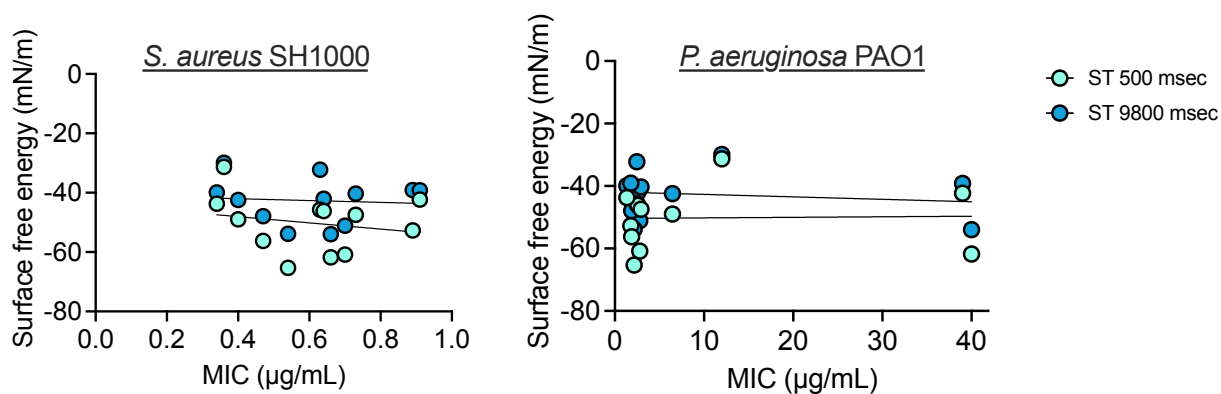 S. aureus SH1000
Surface free energy (mN/m)
0
-20
-40
-60
-80
0.0 0.2 0.4 0.6 0.8 1.0
MIC (µg/mL)
P. aeruginosa PAO1
Surface free energy (mN/m)
0
-20
-40
-60
-80
0 10 20 30 40
MIC (µg/mL)
ST 500 msec
ST 9800 msec